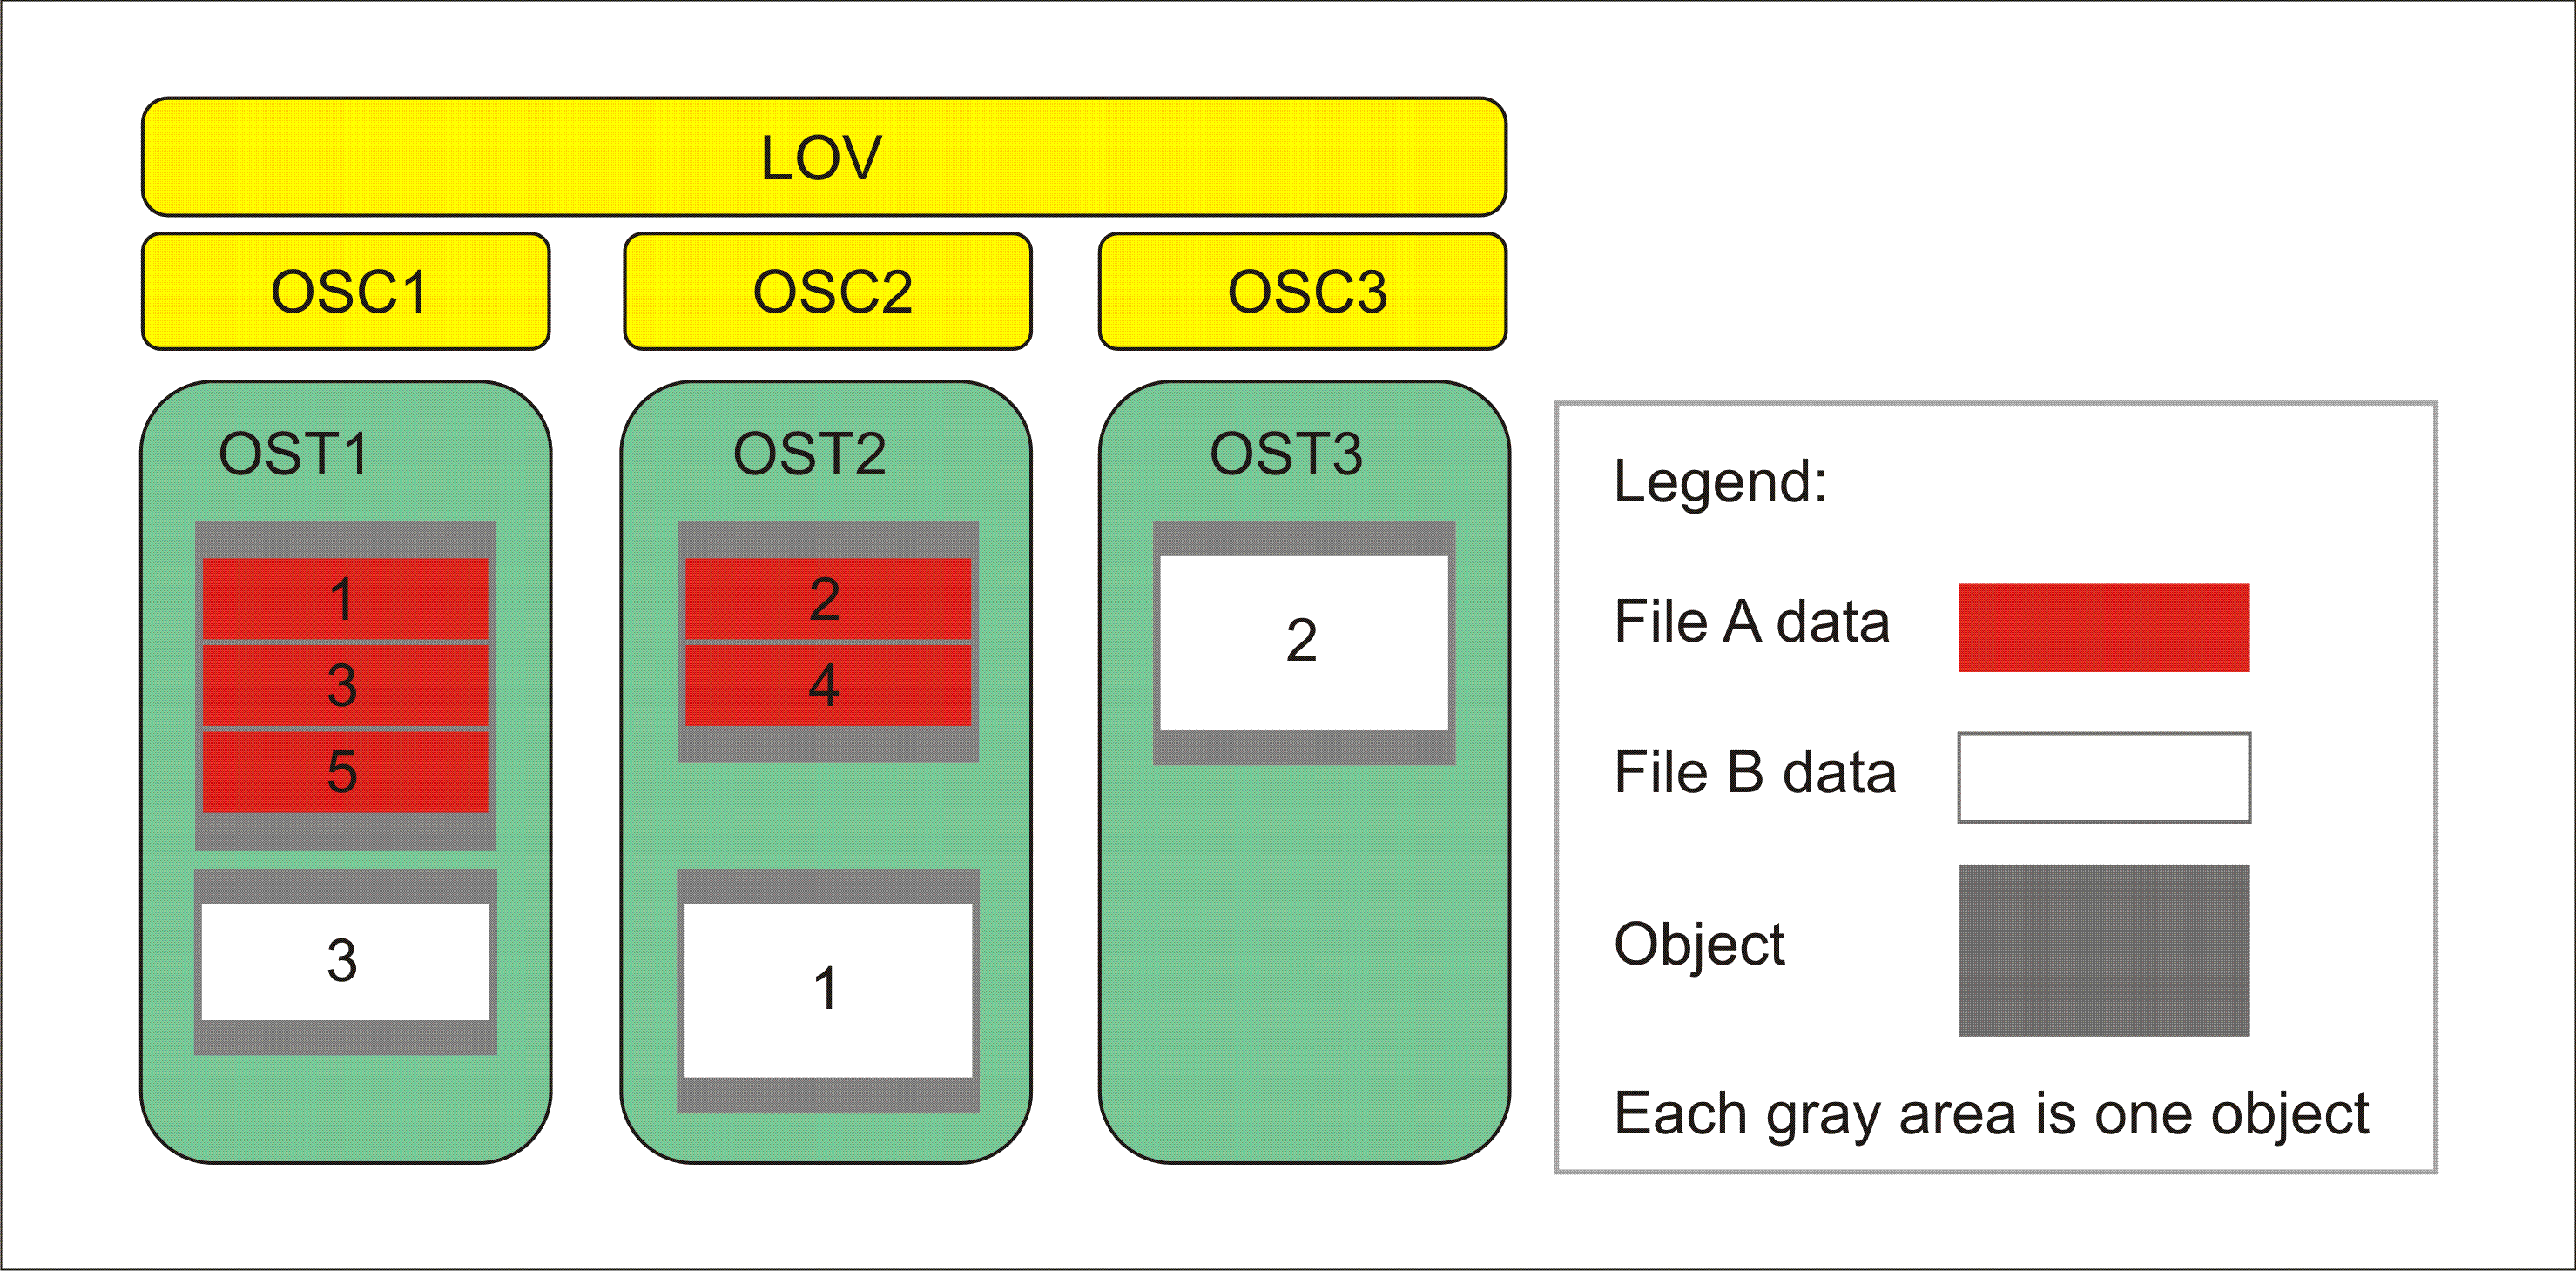 LOV
OSC1
OSC2
OSC3
OST1
1
3
5
3
OST2
2
4
1
OST3
2
Legend:
File A data
File B data
Object
Each gray area is one object